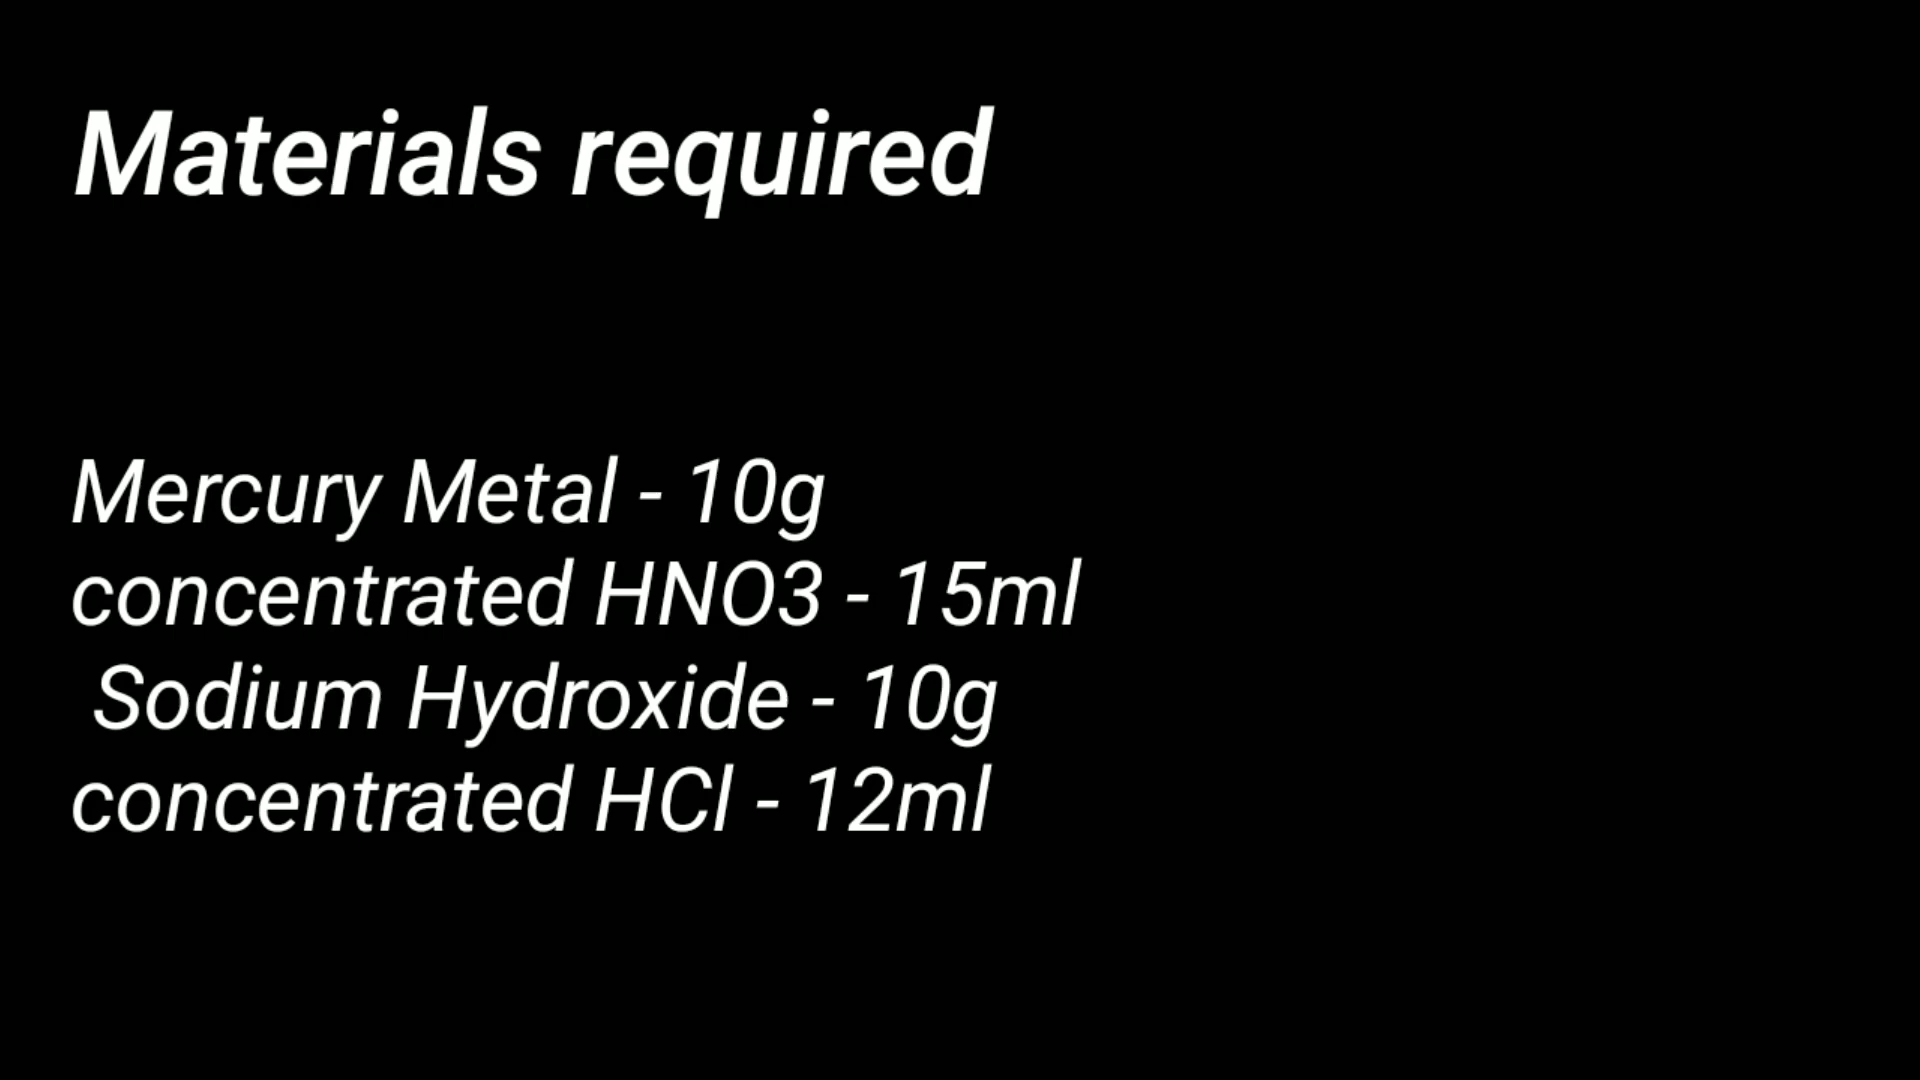 Materials required
Mercury Metal - 10g
concentrated HNO3 - 15ml
Sodium Hydroxide - 10g
concentrated HCl - 12ml